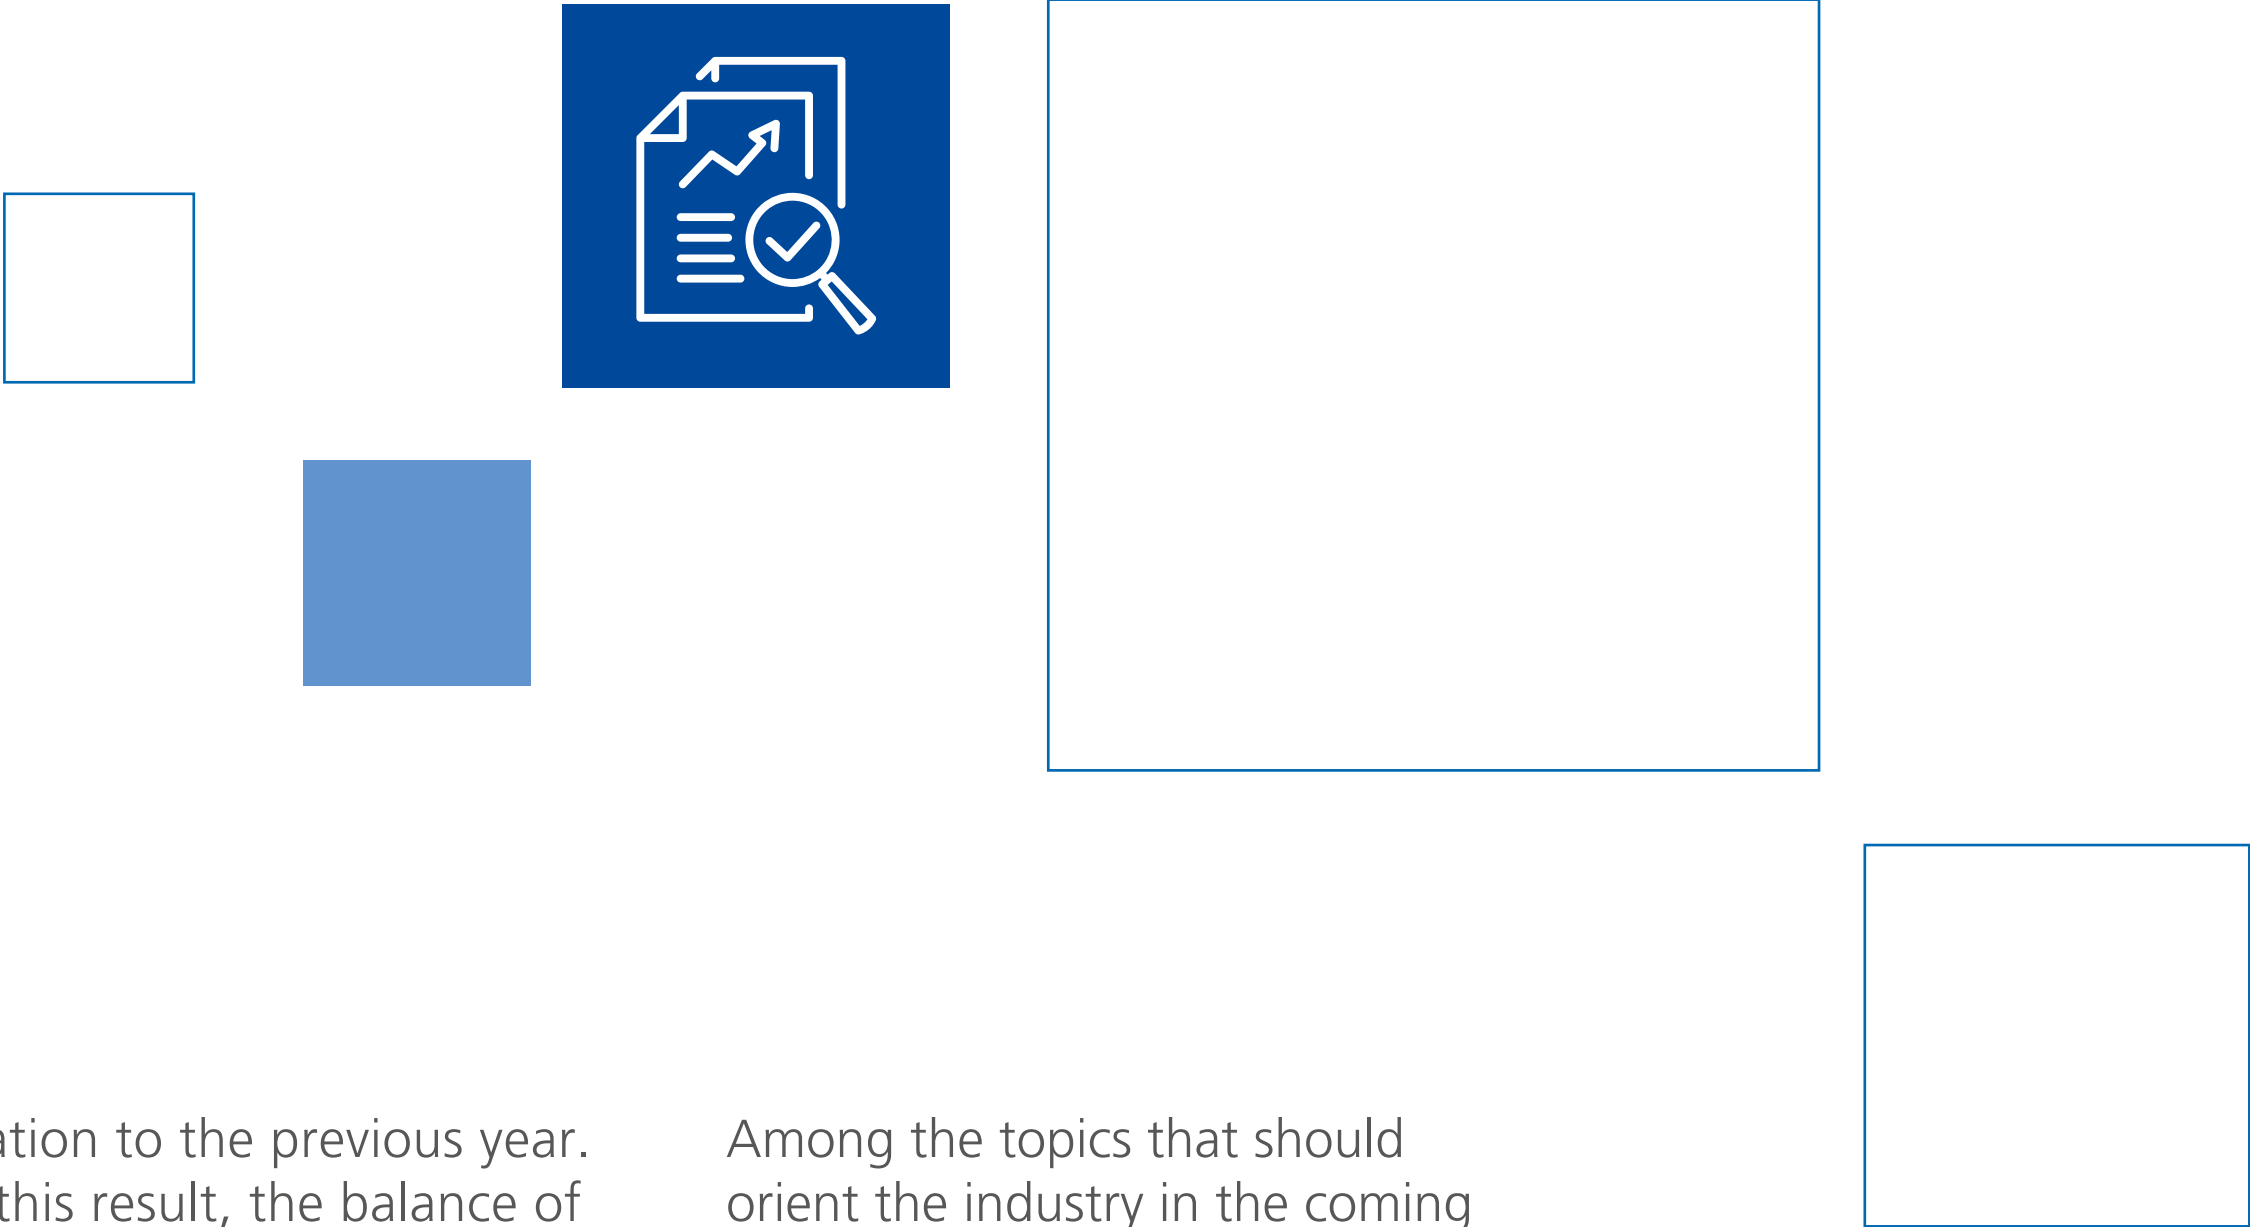 to the previous year.
this result, the balance of
Among the topics that should
orient the industry in the coming